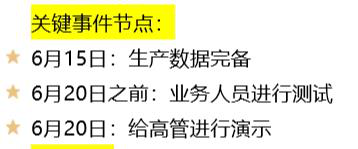 关键事件节点：
6月15日：生产数据完备
6月20日之前：业务人员进行测试
6月20日：给高管进行演示